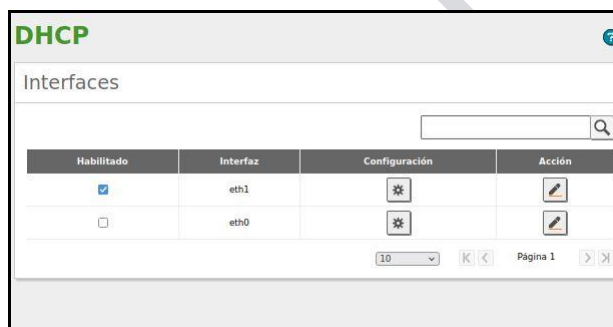 DHCP
?
Interfaces
Habilitado Interfaz Configuración Acción
eth1
eth0
10 Página 1